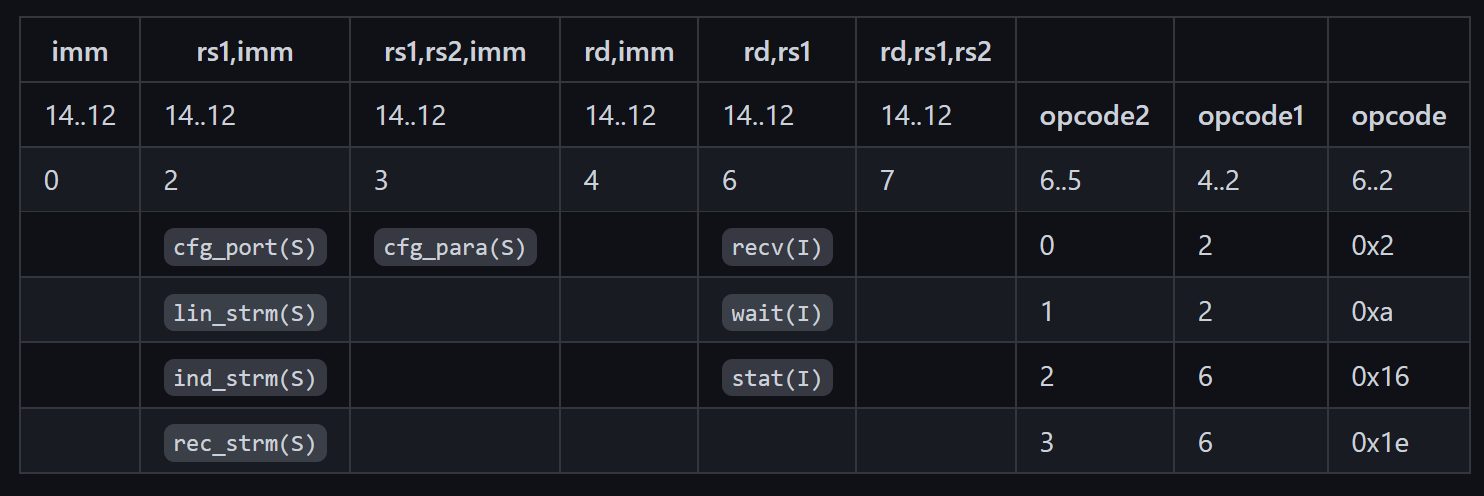 imm rs1,imm rs1,rs2,imm rd,imm rd,rs1 rd,rs1,rs2
14..12 14..12 14..12 14..12 14..12 14..12 opcode2 opcode1 opcode
0 2 3 4 6 7 6..5 4..2 6..2
cfg_port(S) cfg_para(S) recv(I) 0 2 0x2
lin_strm(S) wait(I) 1 2 0xa
ind_strm(S) stat(I) 2 6 0x16
rec_strm(S) 3 6 0x1e